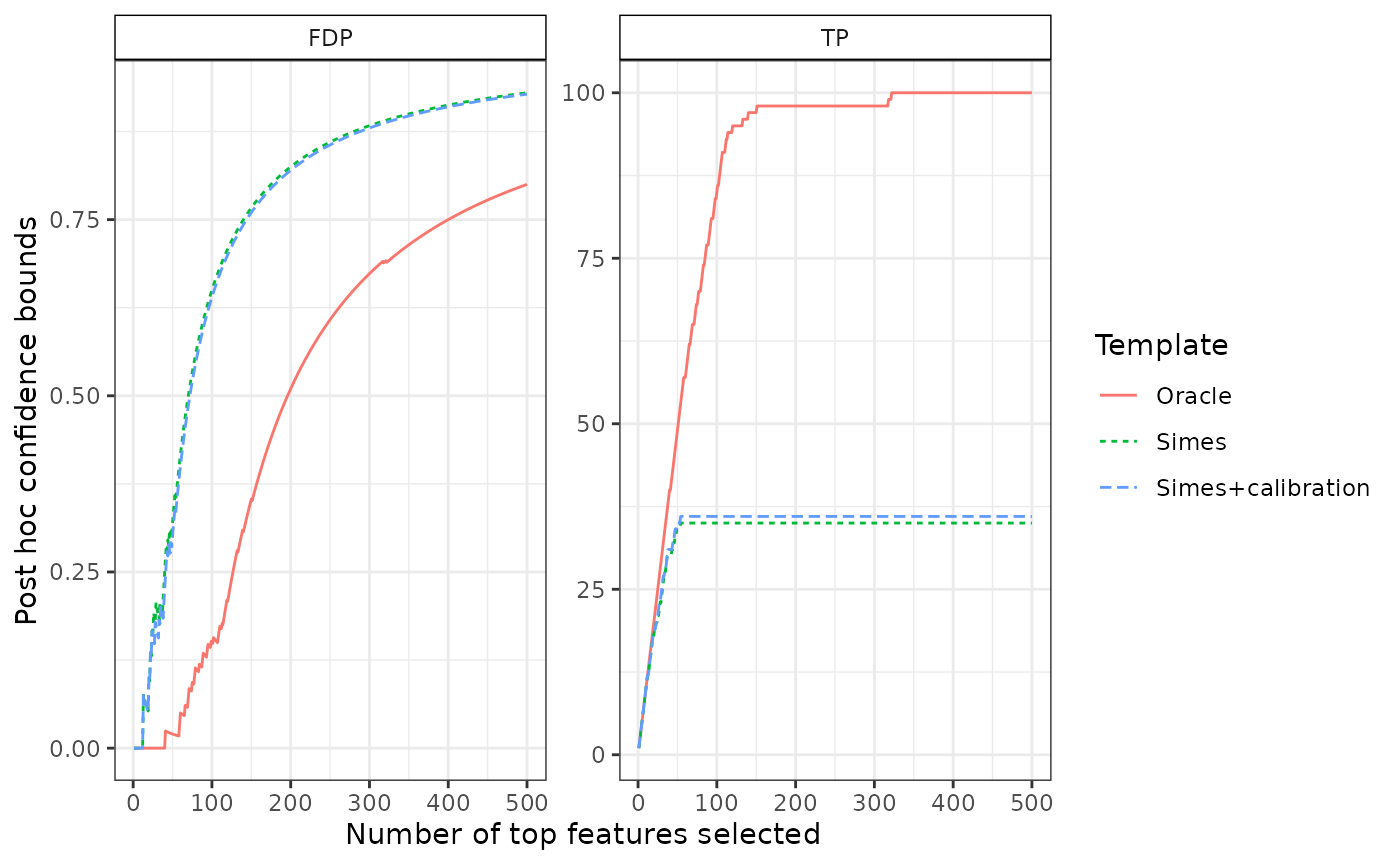 FDP
TP
Post hoc confidence bounds
0.75
0.50
0.25
0.00
100
75
50
25
0
0 100 200 300 400 500
0 100 200 300 400 500
Number of top features selected
Template
Oracle
Simes
Simes+calibration